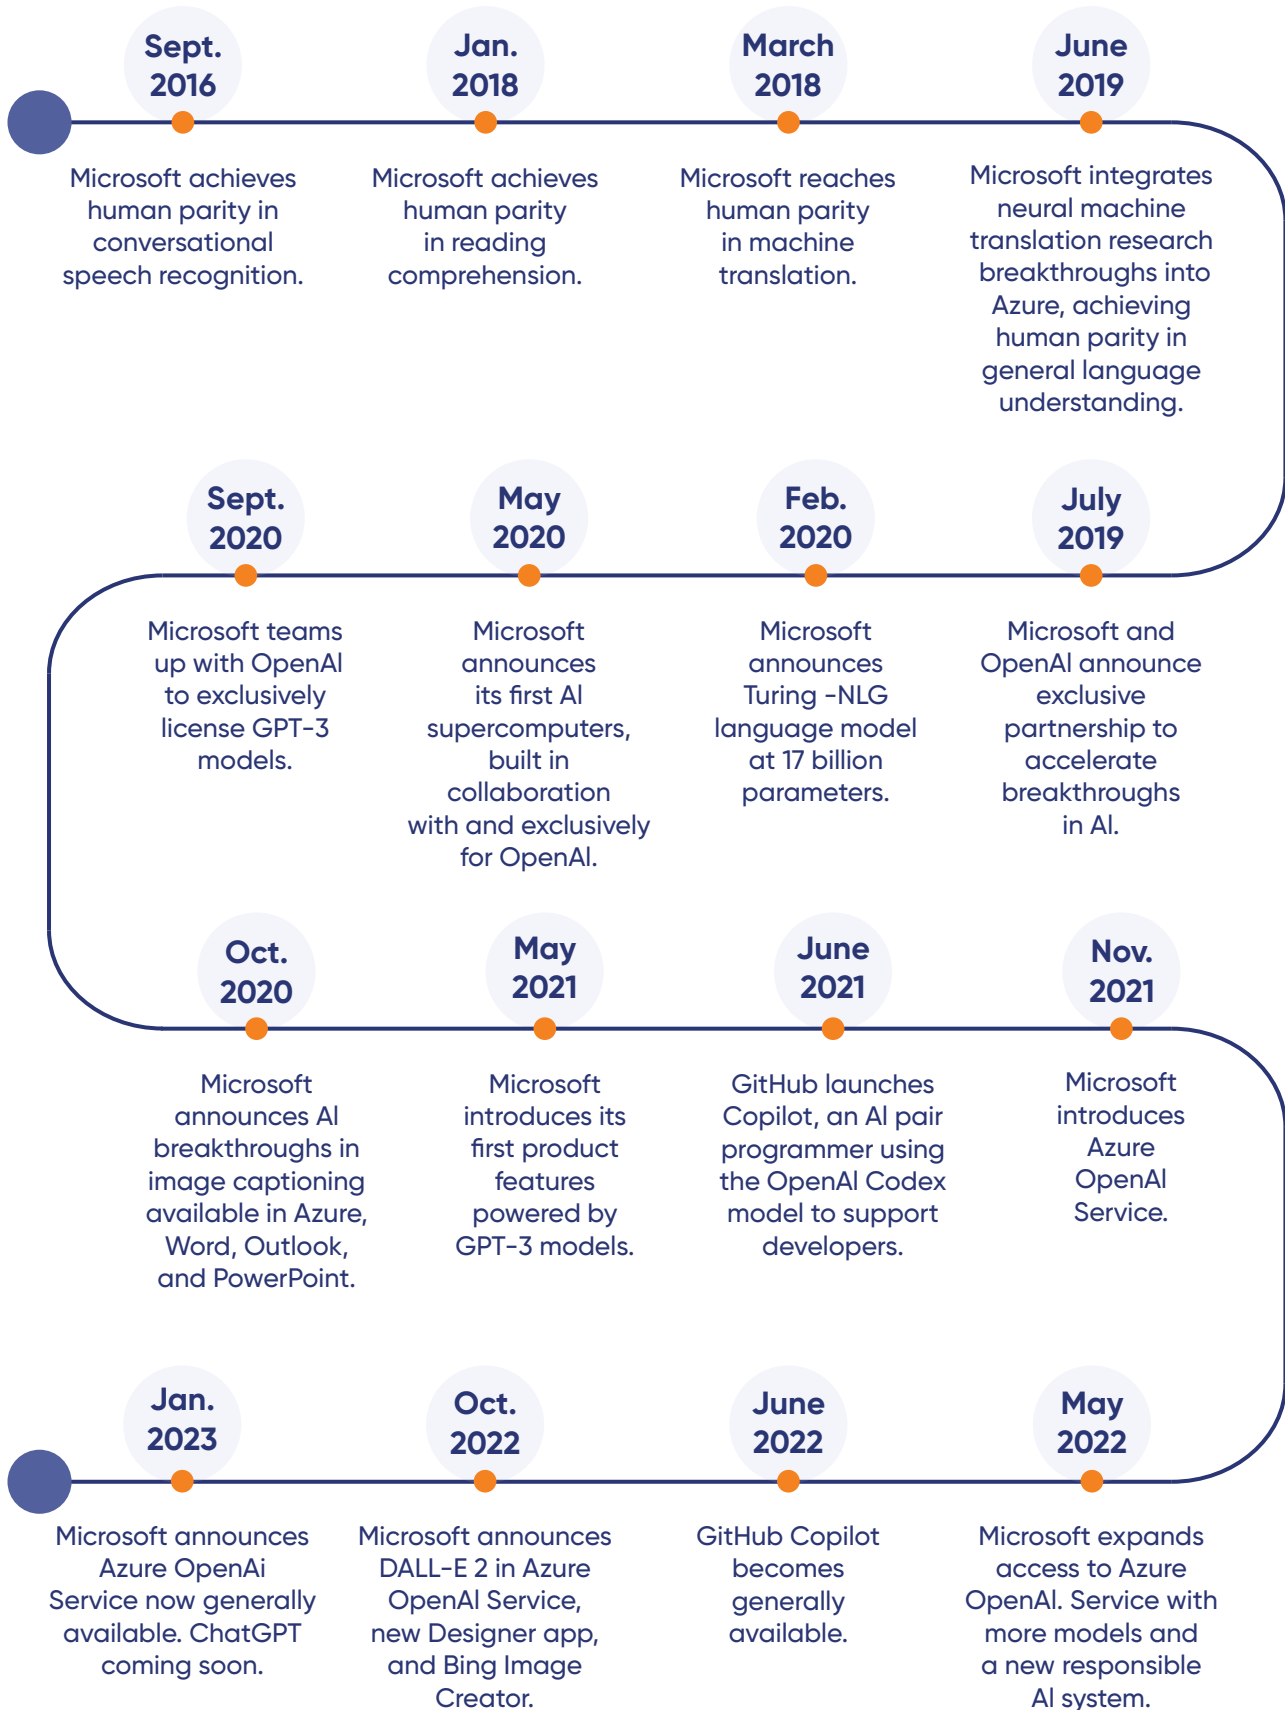 Sept.
2016
Microsoft achieves
human parity in
conversational
speech recognition.
Jan.
2018
Microsoft achieves
human parity
in reading
comprehension.
March
2018
Microsoft reaches
human parity
in machine
translation.
June
2019
Microsoft integrates
neural machine
translation research
breakthroughs into
Azure, achieving
human parity in
general language
understanding.
July
2019
Microsoft and
OpenAI announce
exclusive
partnership to
accelerate
breakthroughs
in AI.
Feb.
2020
Microsoft
announces
Turing -NLG
language model
at 17 billion
parameters.
May
2020
Microsoft
announces
its first AI
supercomputers,
built in
collaboration
with and exclusively
for OpenAI.
Sept.
2020
Microsoft teams
up with OpenAI
to exclusively
license GPT-3
models.
Oct.
2020
Microsoft
announces AI
breakthroughs in
image captioning
available in Azure,
Word, Outlook,
and PowerPoint.
May
2021
Microsoft
introduces its
first product
features
powered by
GPT-3 models.
June
2021
GitHub launches
Copilot, an AI pair
programmer using
the OpenAI Codex
model to support
developers.
Nov.
2021
Microsoft
introduces
Azure
OpenAI
Service.
May
2022
Microsoft expands
access to Azure
OpenAI. Service with
more models and
a new responsible
AI system.
June
2022
GitHub Copilot
becomes
generally
available.
Oct.
2022
Microsoft announces
DALL-E 2 in Azure
OpenAI Service,
new Designer app,
and Bing Image
Creator.
Jan.
2023
Microsoft announces
Azure OpenAi
Service now generally
available. ChatGPT
coming soon.